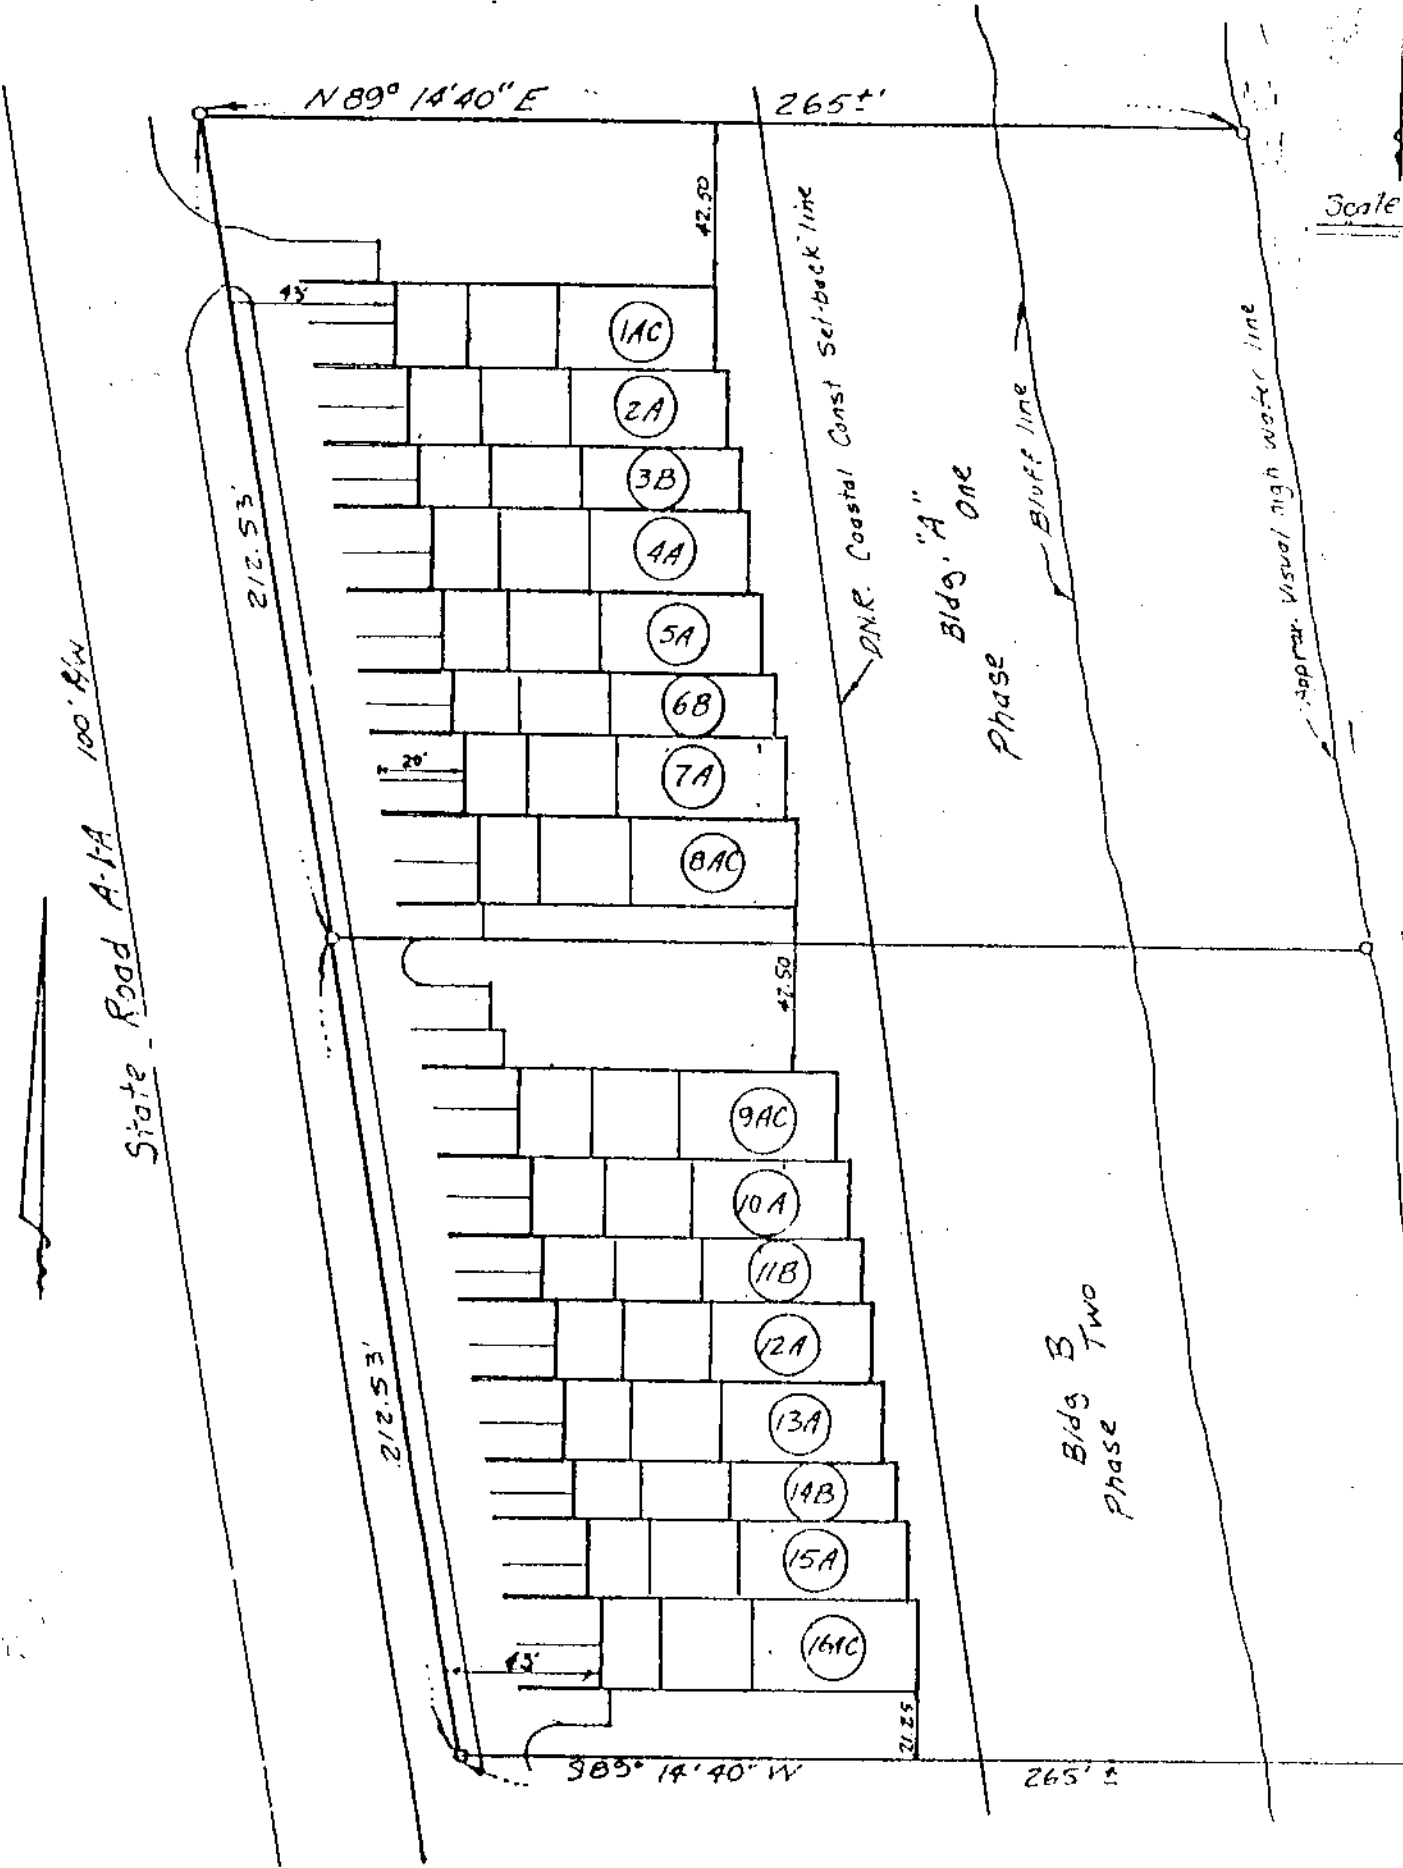 N 89° 14' 40" E
265±'
Scale
42.50
43'
1AC
2A
3B
4A
5A
6B
20'
7A
8AC
212.53'
State Road A-1-A 100' R/W
D.N.R. Coastal Const Set-back line
Bldg. "A"
Phase One
Bluff line
Approx. Visual high water line
42.50
9AC
10A
11B
12A
13A
14B
15A
16AC
212.53'
Bldg B
Phase Two
43'
21.25
S89° 14' 40" W
265' ±